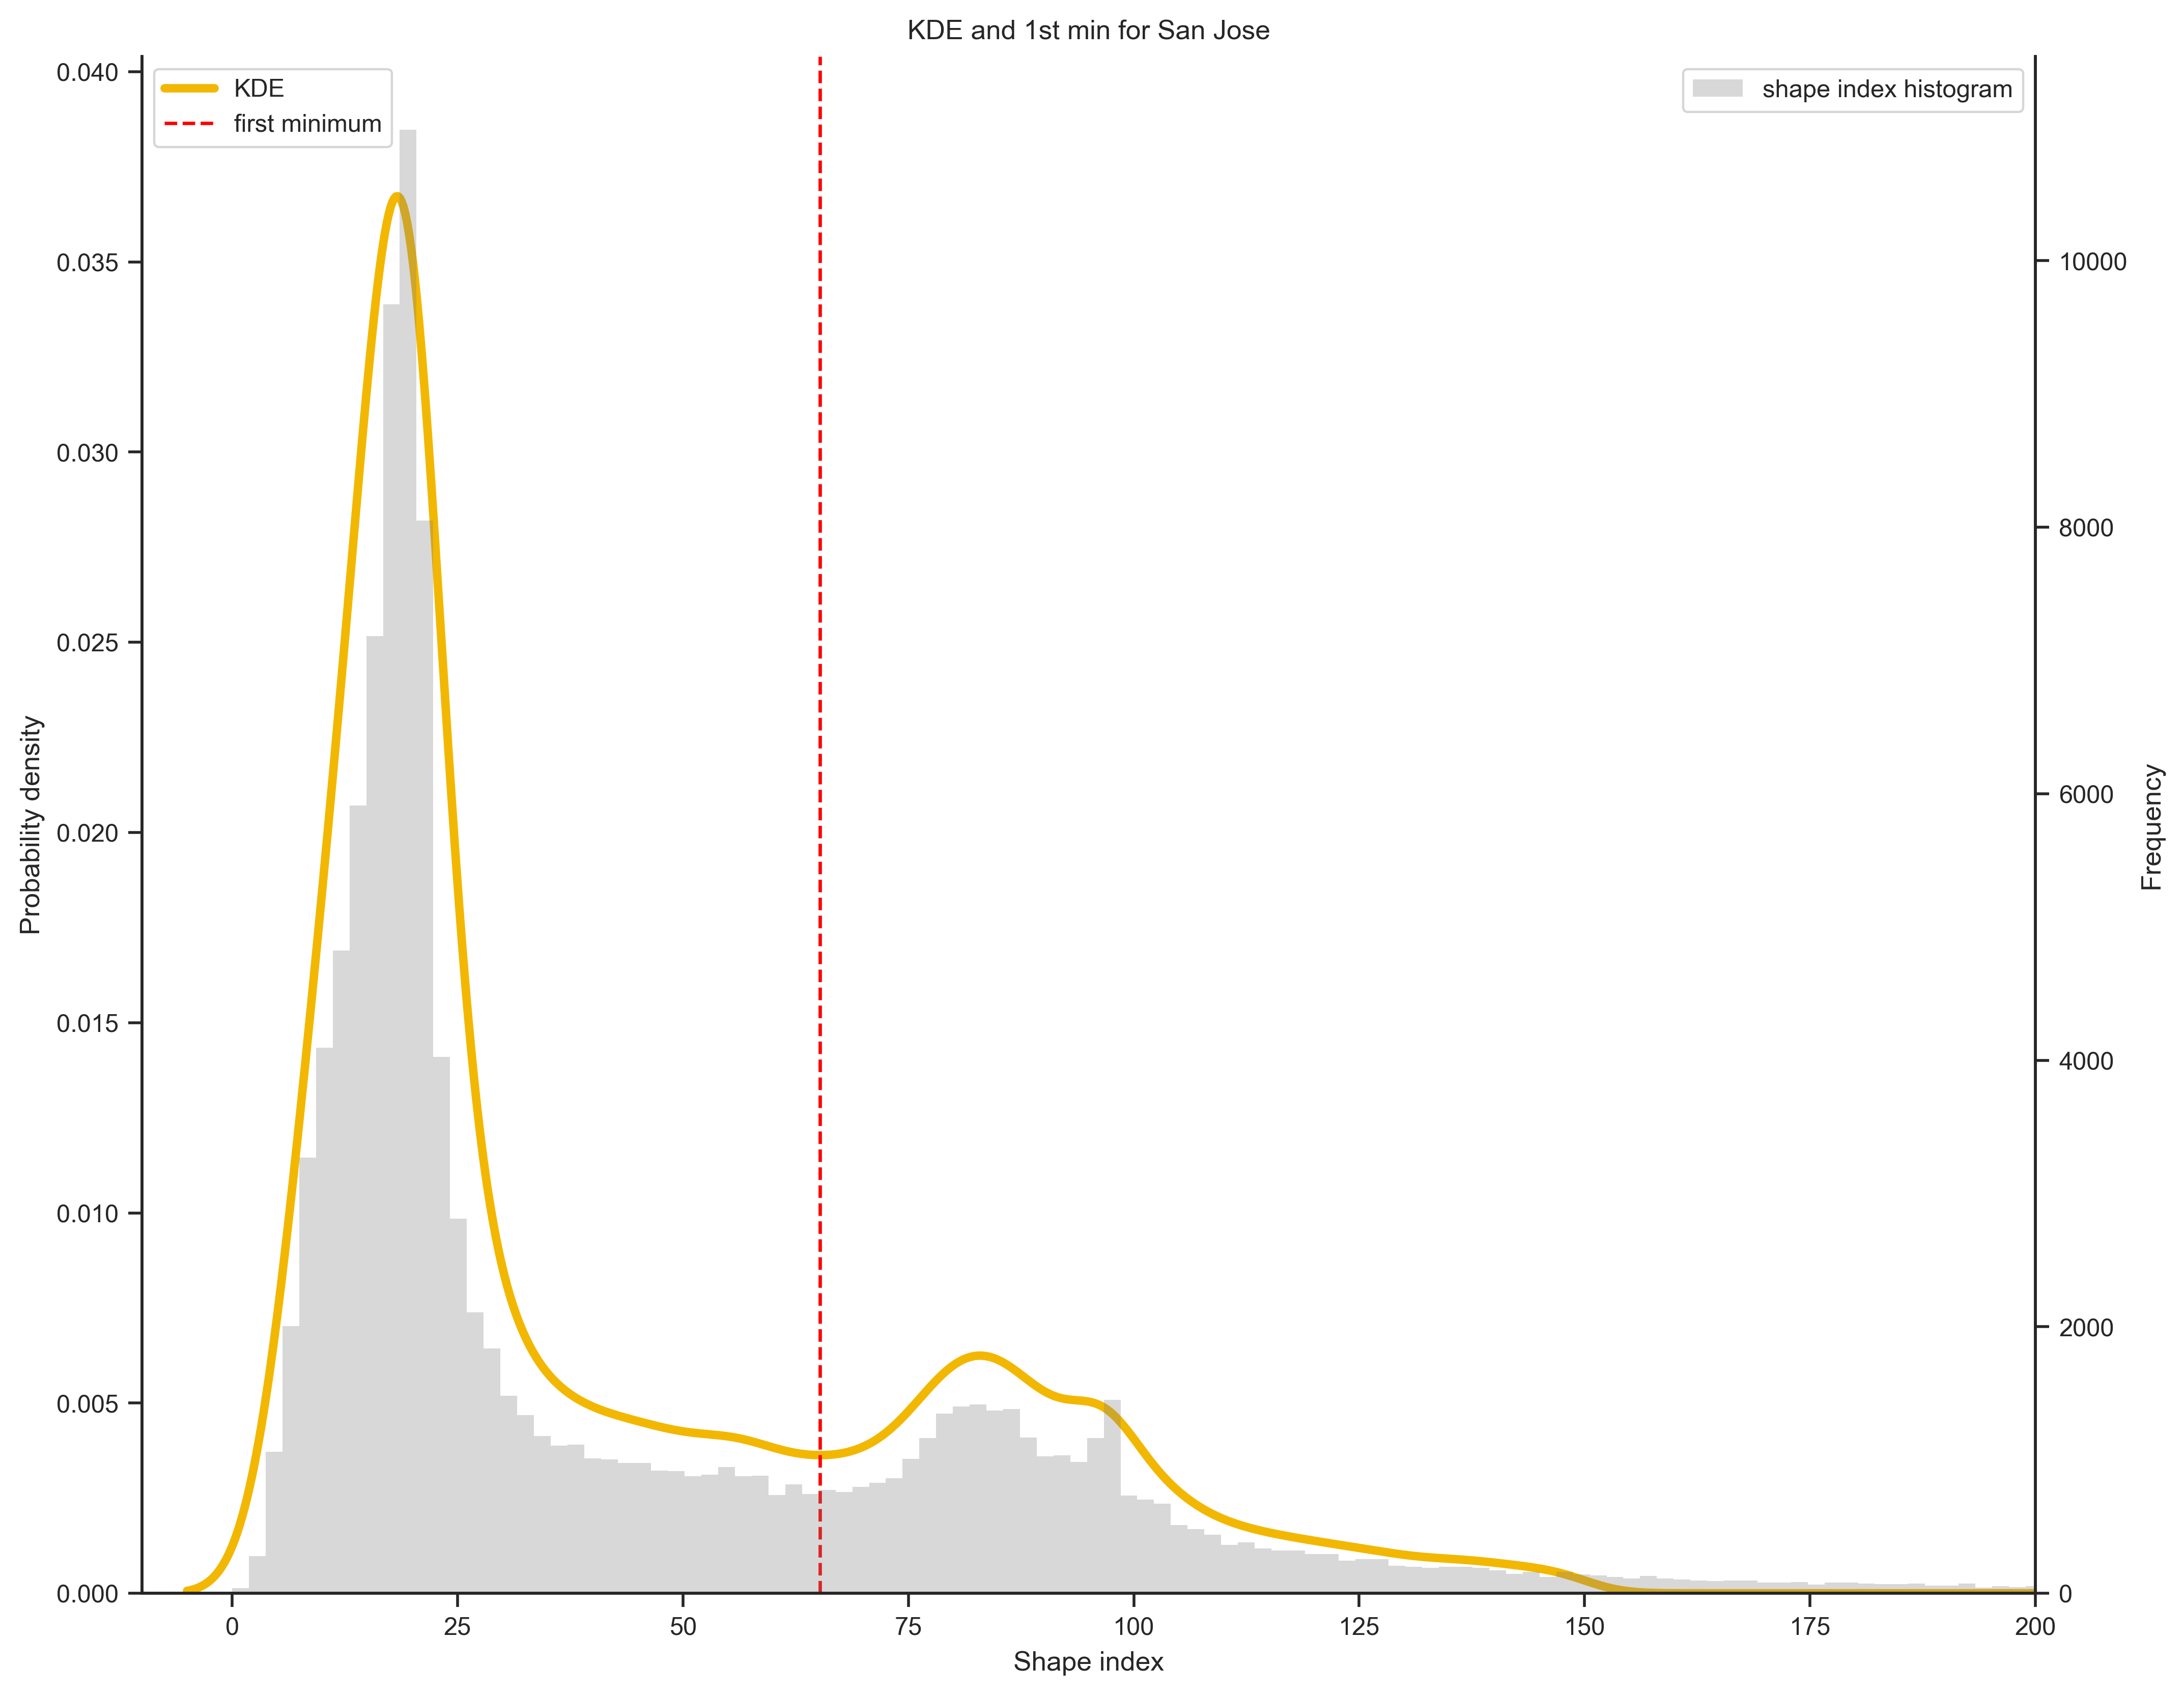 KDE and 1st min for San Jose
KDE
first minimum
shape index histogram
Probability density
0.040
0.035
0.030
0.025
0.020
0.015
0.010
0.005
0.000
10000
8000
6000
4000
2000
0
Frequency
0 25 50 75 100 125 150 175 200
Shape index